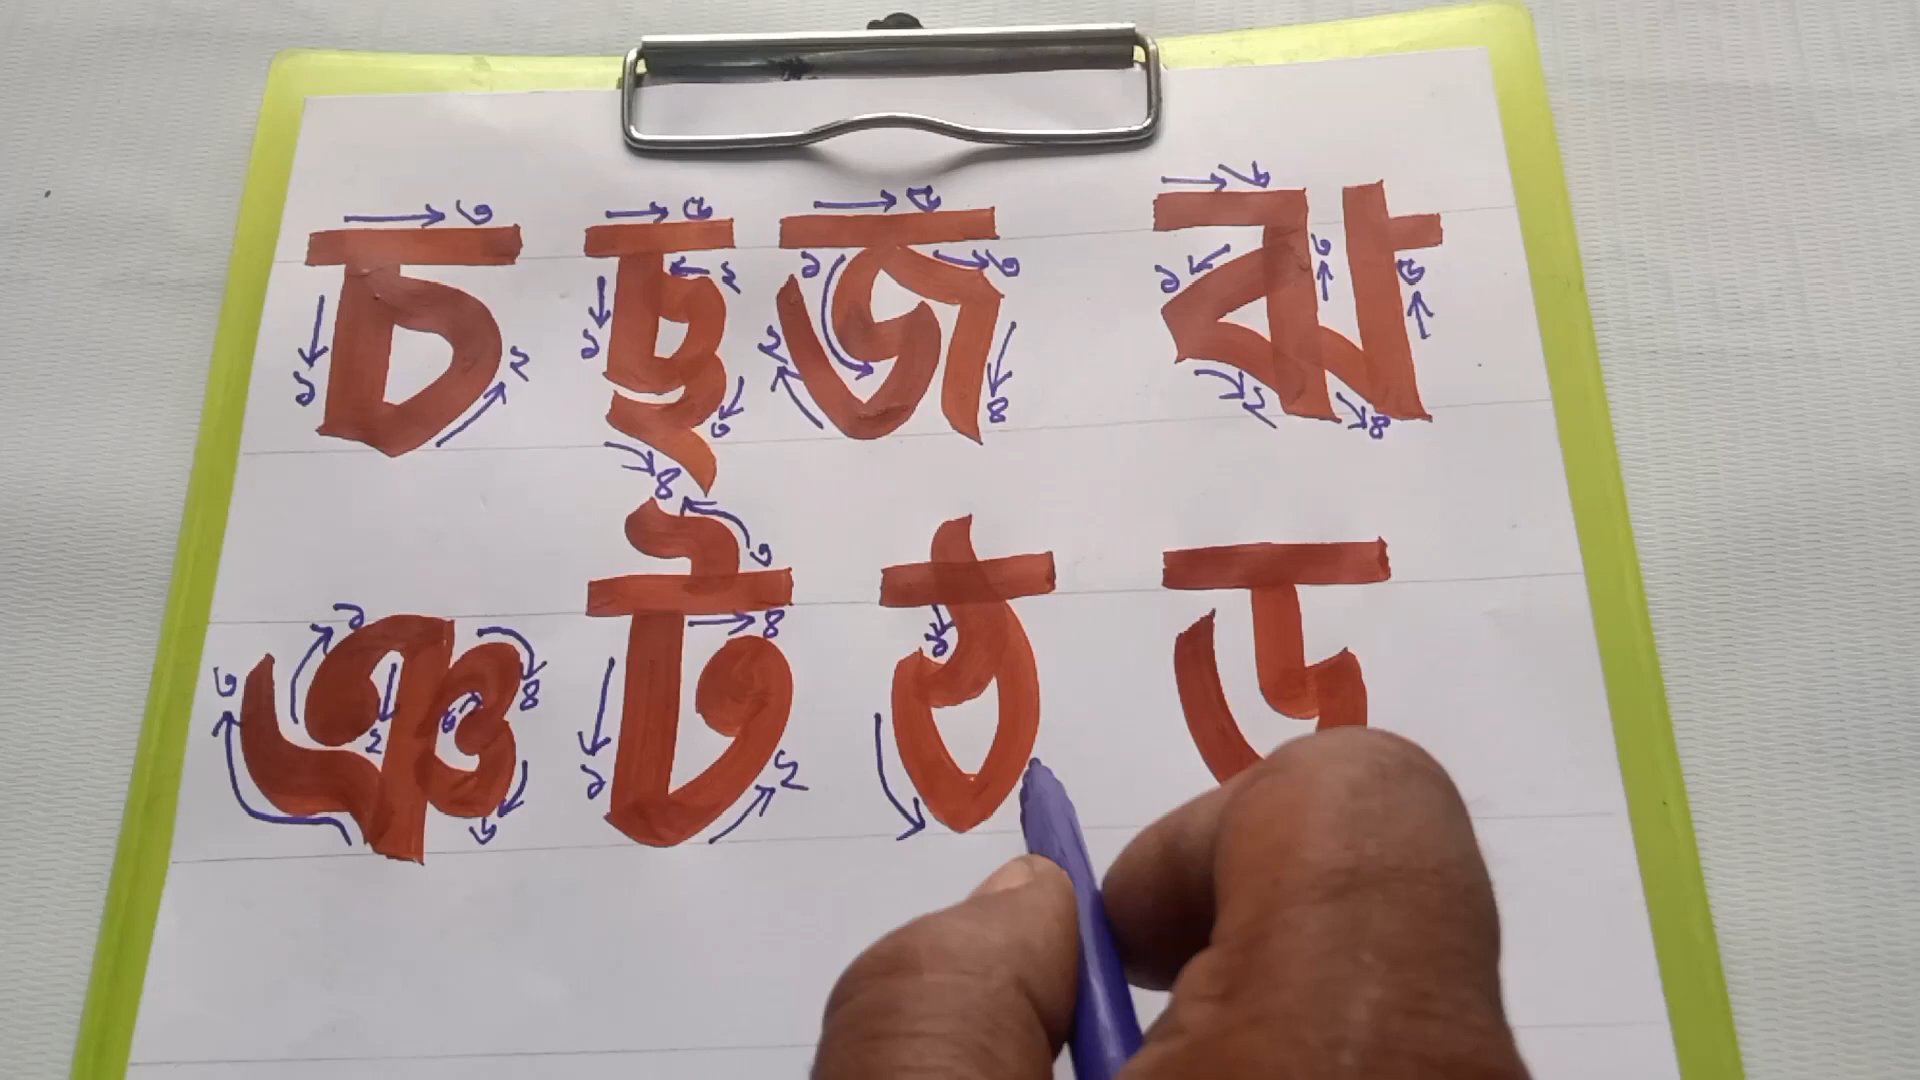 চ ছ জ ঝ
ঞ ট ঠ ড